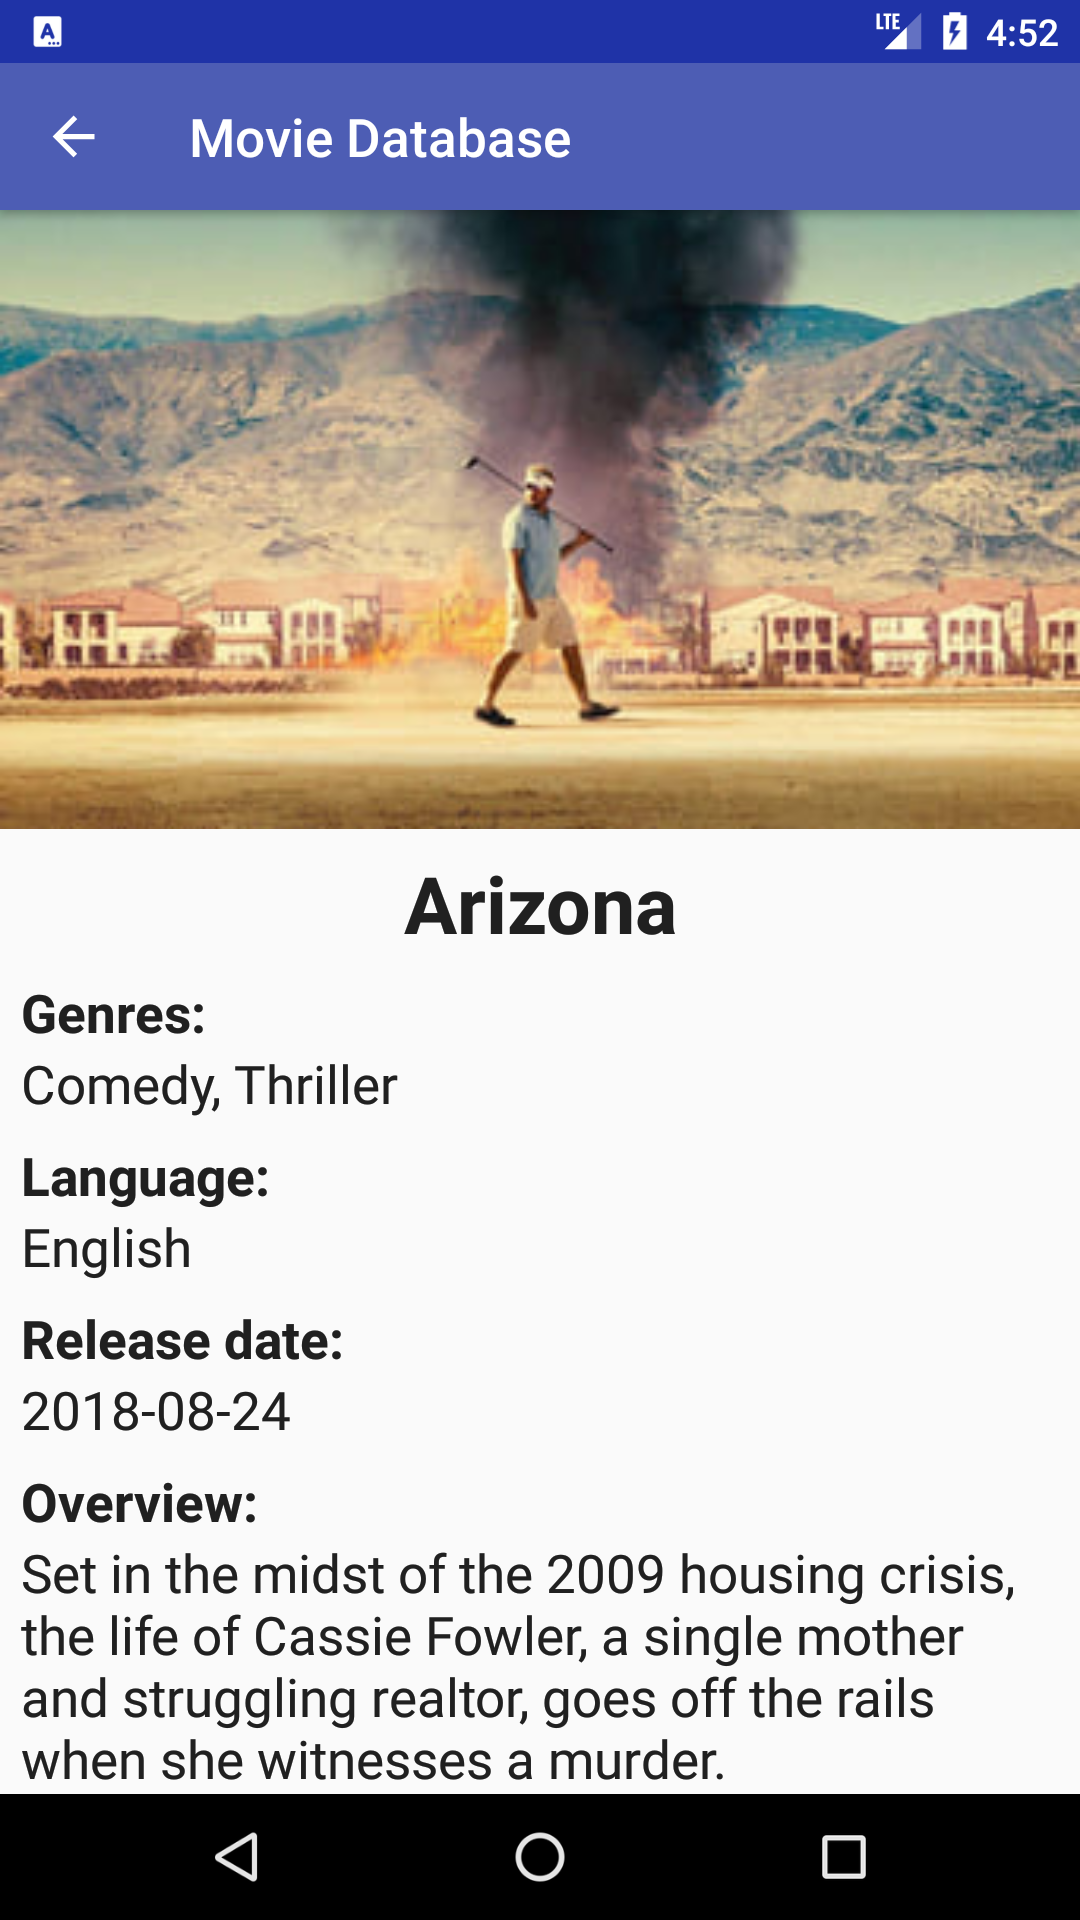 A
LTE
4:52
Movie Database
Arizona
Genres:
Comedy, Thriller
Language:
English
Release date:
2018-08-24
Overview:
Set in the midst of the 2009 housing crisis,
the life of Cassie Fowler, a single mother
and struggling realtor, goes off the rails
when she witnesses a murder.